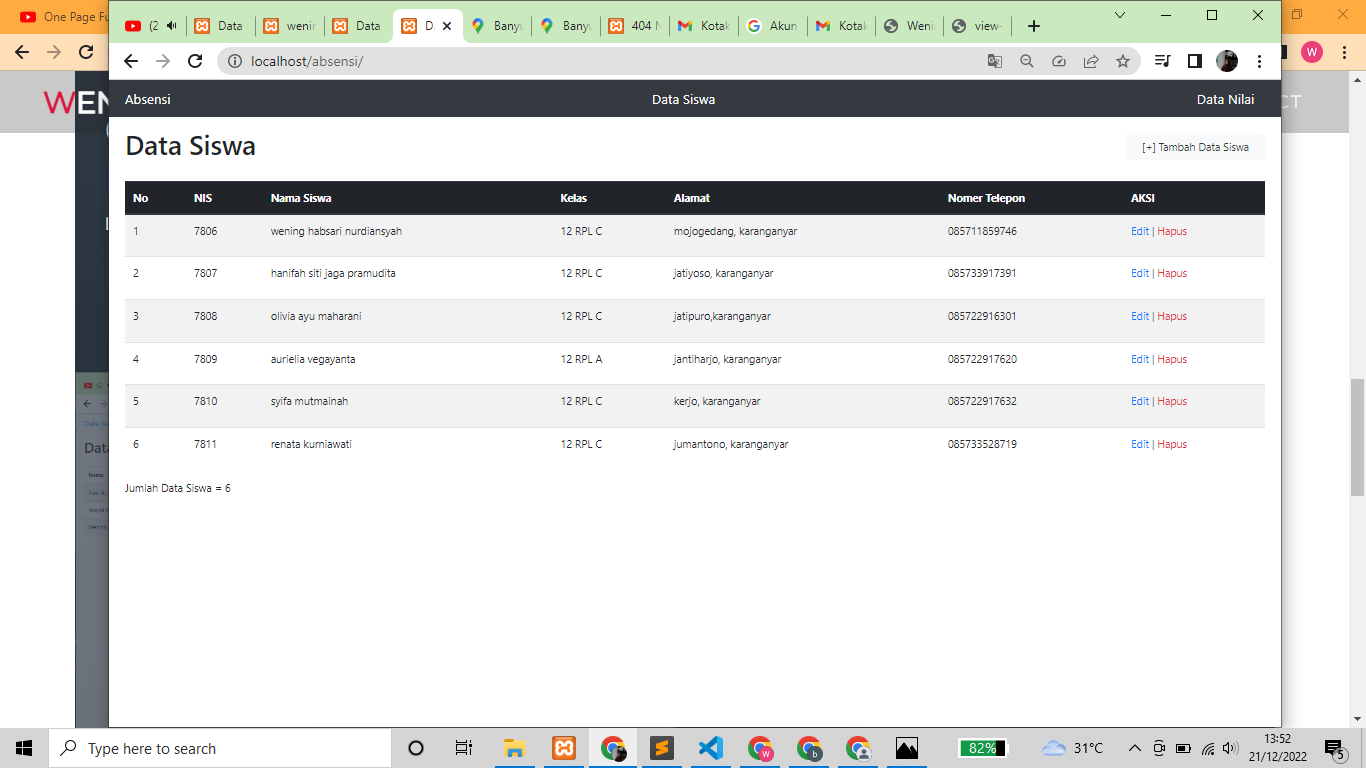 One Page Fu
(2 Data wenin Data Da Banyu Banyu 404 N Kotak Akun Kotak Weni view-
localhost/absensi/
W
WEN
CT
Absensi Data Siswa Data Nilai
Data Siswa [+] Tambah Data Siswa
No NIS Nama Siswa Kelas Alamat Nomer Telepon AKSI
1 7806 wening habsari nurdiansyah 12 RPL C mojogedang, karanganyar 085711859746 Edit | Hapus
2 7807 hanifah siti jaga pramudita 12 RPL C jatiyoso, karanganyar 085733917391 Edit | Hapus
3 7808 olivia ayu maharani 12 RPL C jatipuro,karanganyar 085722916301 Edit | Hapus
4 7809 aurielia vegayanta 12 RPL A jantiharjo, karanganyar 085722917620 Edit | Hapus
5 7810 syifa mutmainah 12 RPL C kerjo, karanganyar 085722917632 Edit | Hapus
6 7811 renata kurniawati 12 RPL C jumantono, karanganyar 085733528719 Edit | Hapus
Jumlah Data Siswa = 6
Type here to search
82% 31°C 13:52
21/12/2022 5